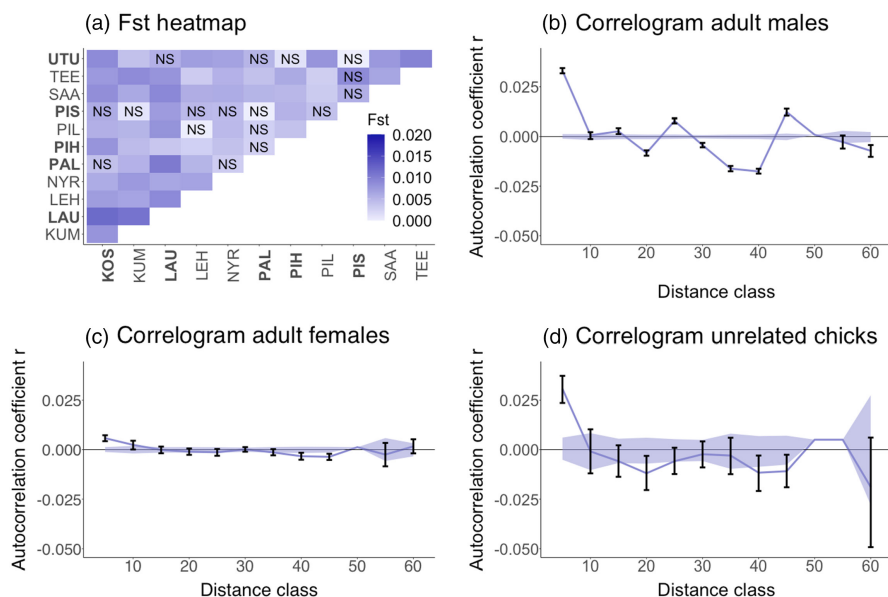 (a) Fst heatmap
UTU
TEE
SAA
PIS
PIL
PIH
PAL
NYR
LEH
LAU
KUM
NS NS NS NS
NS
NS
NS NS NS NS NS NS
NS NS
NS
NS NS
Fst
0.020
0.015
0.010
0.005
0.000
KOS
KUM
LAU
LEH
NYR
PAL
PIH
PIL
PIS
SAA
TEE
(b) Correlogram adult males
Autocorrelation coefficient r
0.025
0.000
-0.025
-0.050
10 20 30 40 50 60
Distance class
(c) Correlogram adult females
Autocorrelation coefficient r
0.025
0.000
-0.025
-0.050
10 20 30 40 50 60
Distance class
(d) Correlogram unrelated chicks
Autocorrelation coefficient r
0.025
0.000
-0.025
-0.050
10 20 30 40 50 60
Distance class